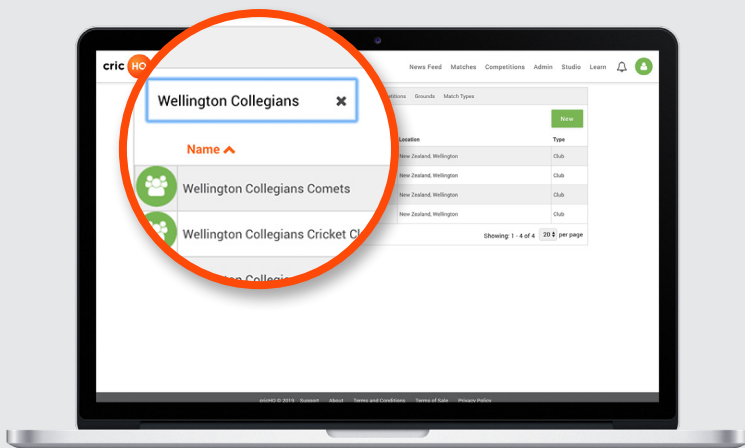 cric HQ
News Feed Matches Competitions Admin Studio Learn
Wellington Collegians ✖
Grounds Match Types
New
Name
Location
Type
Wellington Collegians Comets
New Zealand, Wellington
Club
Wellington Collegians Cricket
New Zealand, Wellington
Club
New Zealand, Wellington
Club
New Zealand, Wellington
Club
Showing: 1 - 4 of 4 20 per page
cricHQ © 2019 Support About Terms and Conditions Terms of Sale Privacy Policy